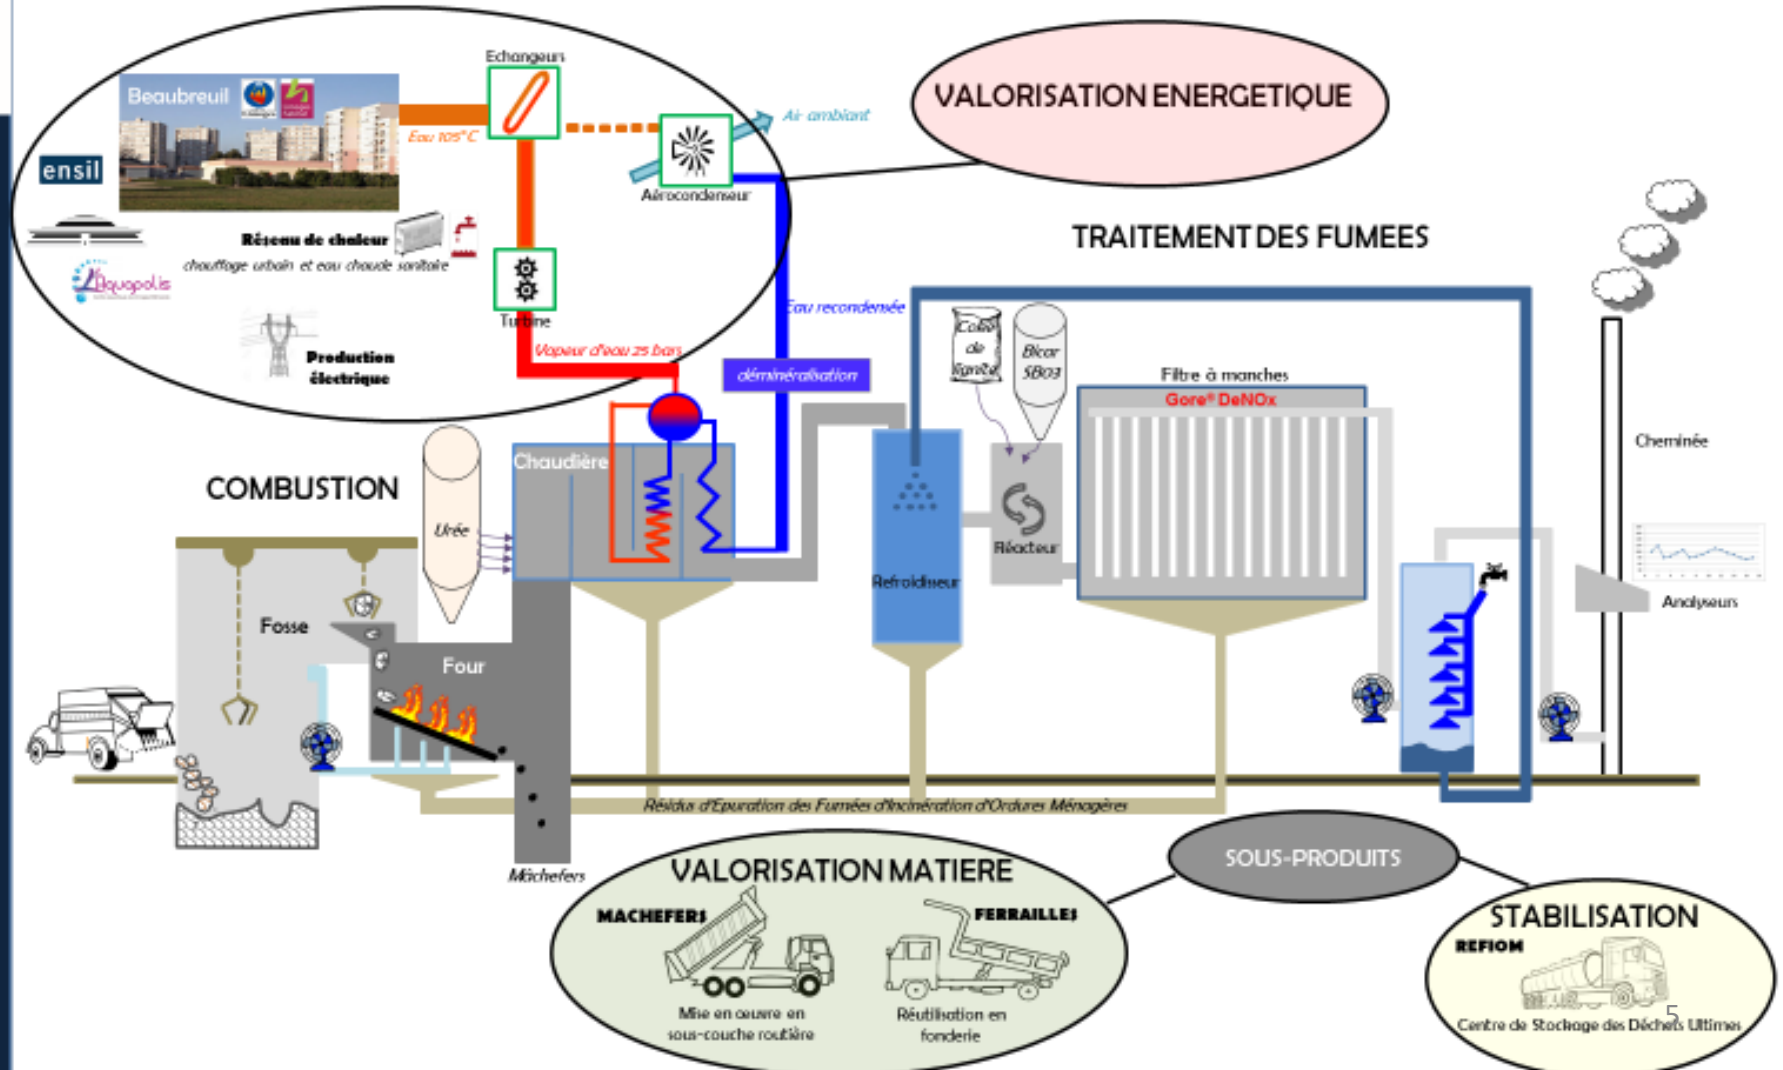 Echangeurs
VALORISATION ENERGETIQUE
Beaubreuil
Eau 105°C
Air ambiant
ensil
Aérocondenseur
Réseau de chaleur
chauffage urbain et eau chaude sanitaire
Aquapolis
Turbine
Production
électrique
Vapeur d'eau 25 bars
Eau recondensée
déminéralisation
TRAITEMENT DES FUMEES
Coke
de
lignite
Bicar
SB03
Filtre à manches
Gore® DeNOx
Cheminée
COMBUSTION
Chaudière
Urée
Réacteur
Refroidisseur
Analyseurs
Fosse
Four
Résidus d'Epuration des Fumées d'Incinération d'Ordures Ménagères
Mâchefers
VALORISATION MATIERE
MACHEFERS
FERRAILLES
Mise en œuvre en
sous-couche routière
Réutilisation en
fonderie
SOUS-PRODUITS
STABILISATION
REFIOM
Centre de Stockage des Déchets Ultimes
5